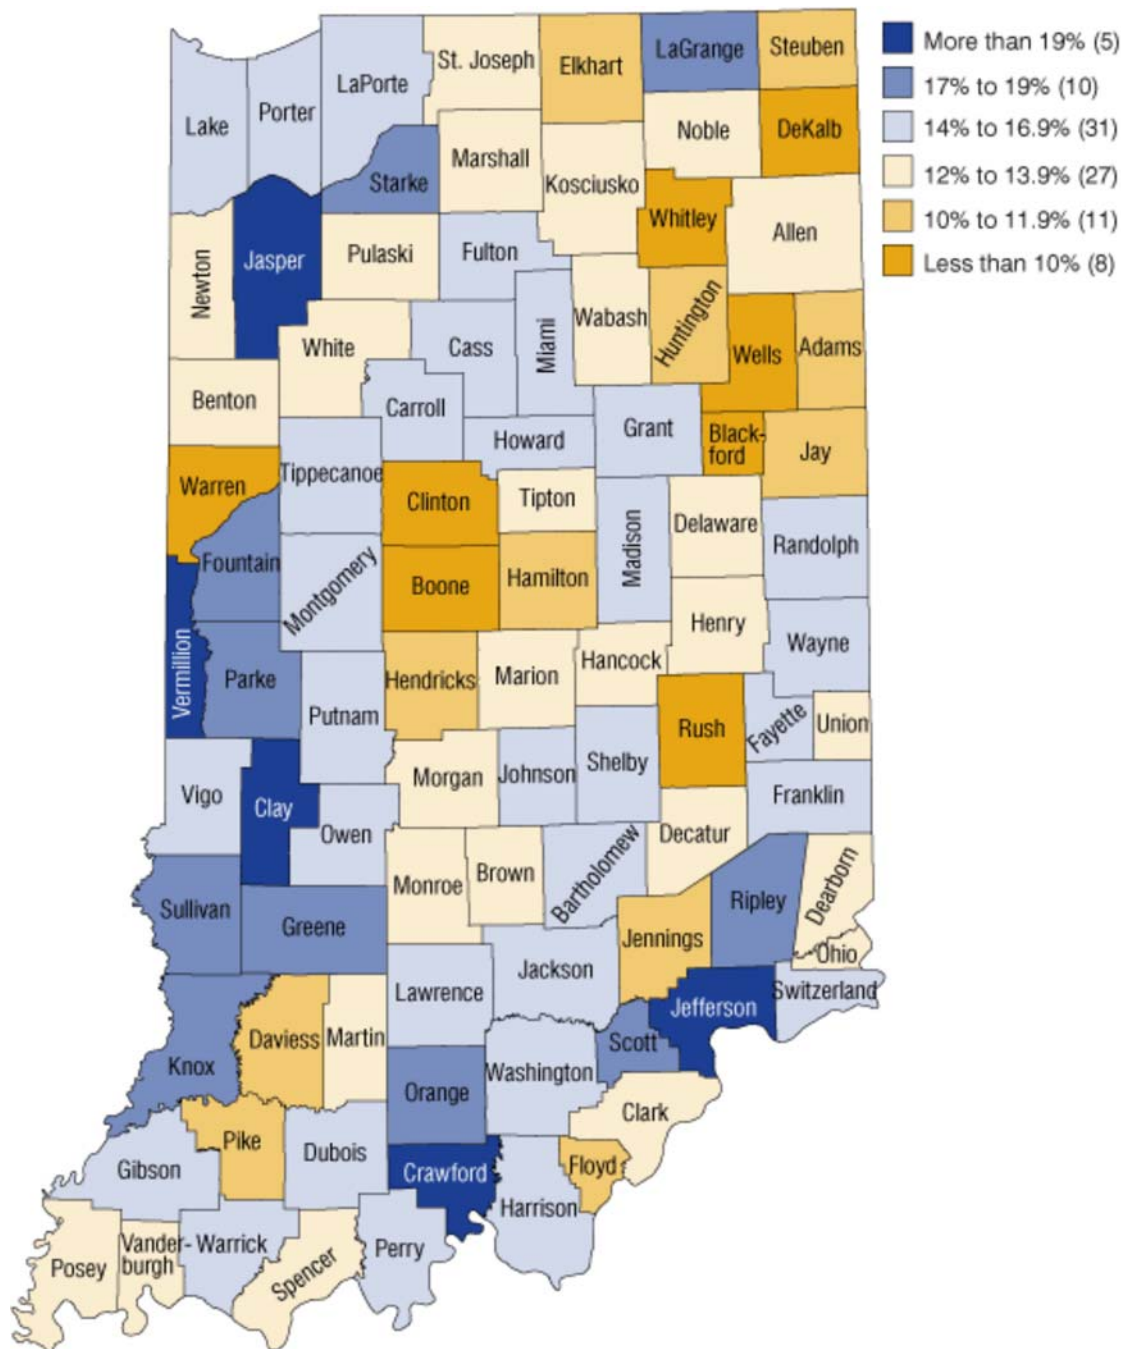 More than 19% (5)
17% to 19% (10)
14% to 16.9% (31)
12% to 13.9% (27)
10% to 11.9% (11)
Less than 10% (8)
Lake
Porter
LaPorte
St. Joseph
Elkhart
LaGrange
Steuben
Noble
DeKalb
Starke
Marshall
Kosciusko
Whitley
Allen
Newton
Jasper
Pulaski
Fulton
Wabash
Huntington
White
Cass
Miami
Wells
Adams
Benton
Carroll
Howard
Grant
Black-
ford
Jay
Warren
Tippecanoe
Clinton
Tipton
Madison
Delaware
Randolph
Fountain
Montgomery
Boone
Hamilton
Henry
Wayne
Vermillion
Parke
Putnam
Hendricks
Marion
Hancock
Rush
Fayette
Union
Vigo
Clay
Owen
Morgan
Johnson
Shelby
Decatur
Franklin
Sullivan
Greene
Monroe
Brown
Bartholomew
Jennings
Ripley
Dearborn
Ohio
Knox
Daviess
Martin
Lawrence
Jackson
Scott
Jefferson
Switzerland
Orange
Washington
Clark
Gibson
Pike
Dubois
Crawford
Harrison
Floyd
Posey
Vander-
burgh
Warrick
Spencer
Perry